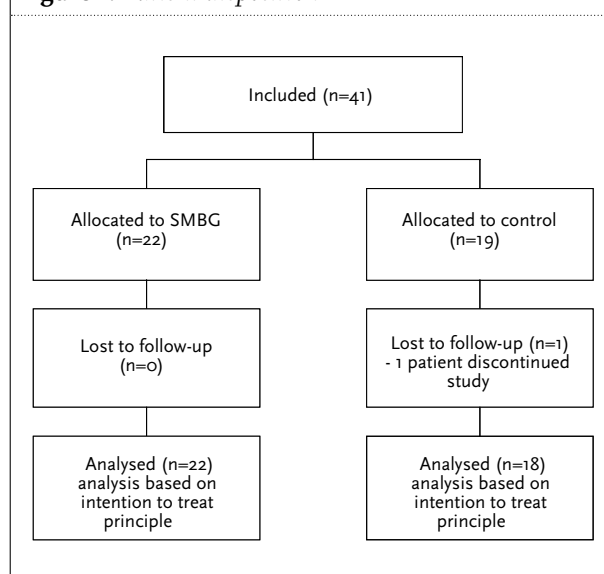 Included (n=41)
Allocated to SMBG
(n=22)
Allocated to control
(n=19)
Lost to follow-up
(n=0)
Lost to follow-up (n=1)
- 1 patient discontinued
study
Analysed (n=22)
analysis based on
intention to treat
principle
Analysed (n=18)
analysis based on
intention to treat
principle